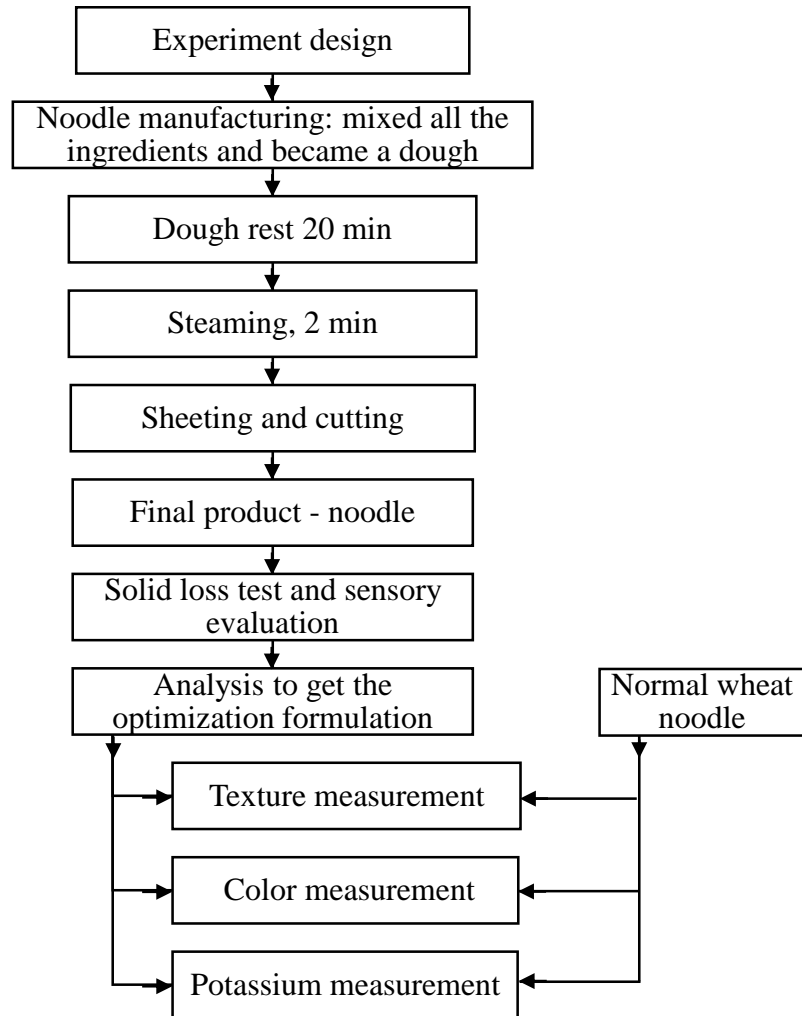 Experiment design
Noodle manufacturing: mixed all the
ingredients and became a dough
Dough rest 20 min
Steaming, 2 min
Sheeting and cutting
Final product - noodle
Solid loss test and sensory
evaluation
Analysis to get the
optimization formulation
Normal wheat
noodle
Texture measurement
Color measurement
Potassium measurement